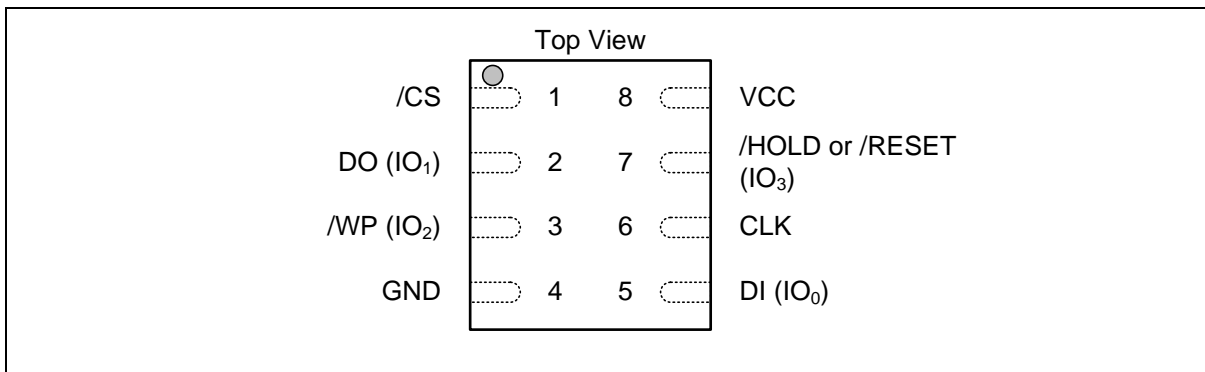 Top View
/CS 1 8 VCC
DO (IO₁) 2 7 /HOLD or /RESET
(IO₃)
/WP (IO₂) 3 6 CLK
GND 4 5 DI (IO₀)